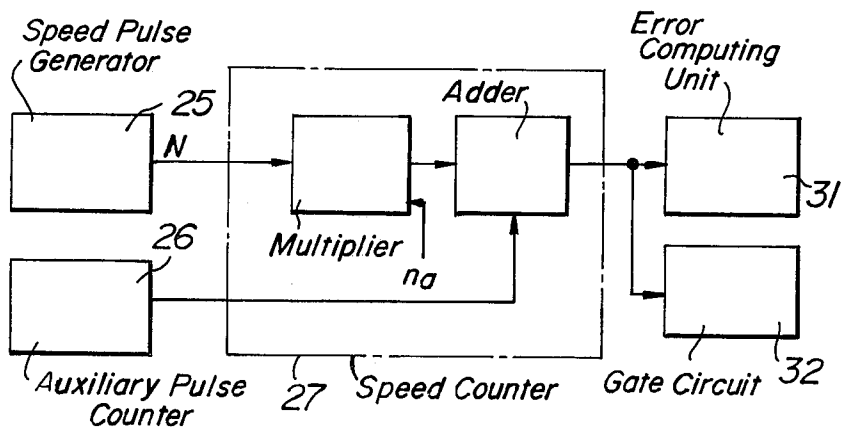 Speed Pulse
Generator
25
N
Error
Computing
Unit
Adder
31
Multiplier
na
26
Auxiliary Pulse
Counter
27
Speed Counter
Gate Circuit
32